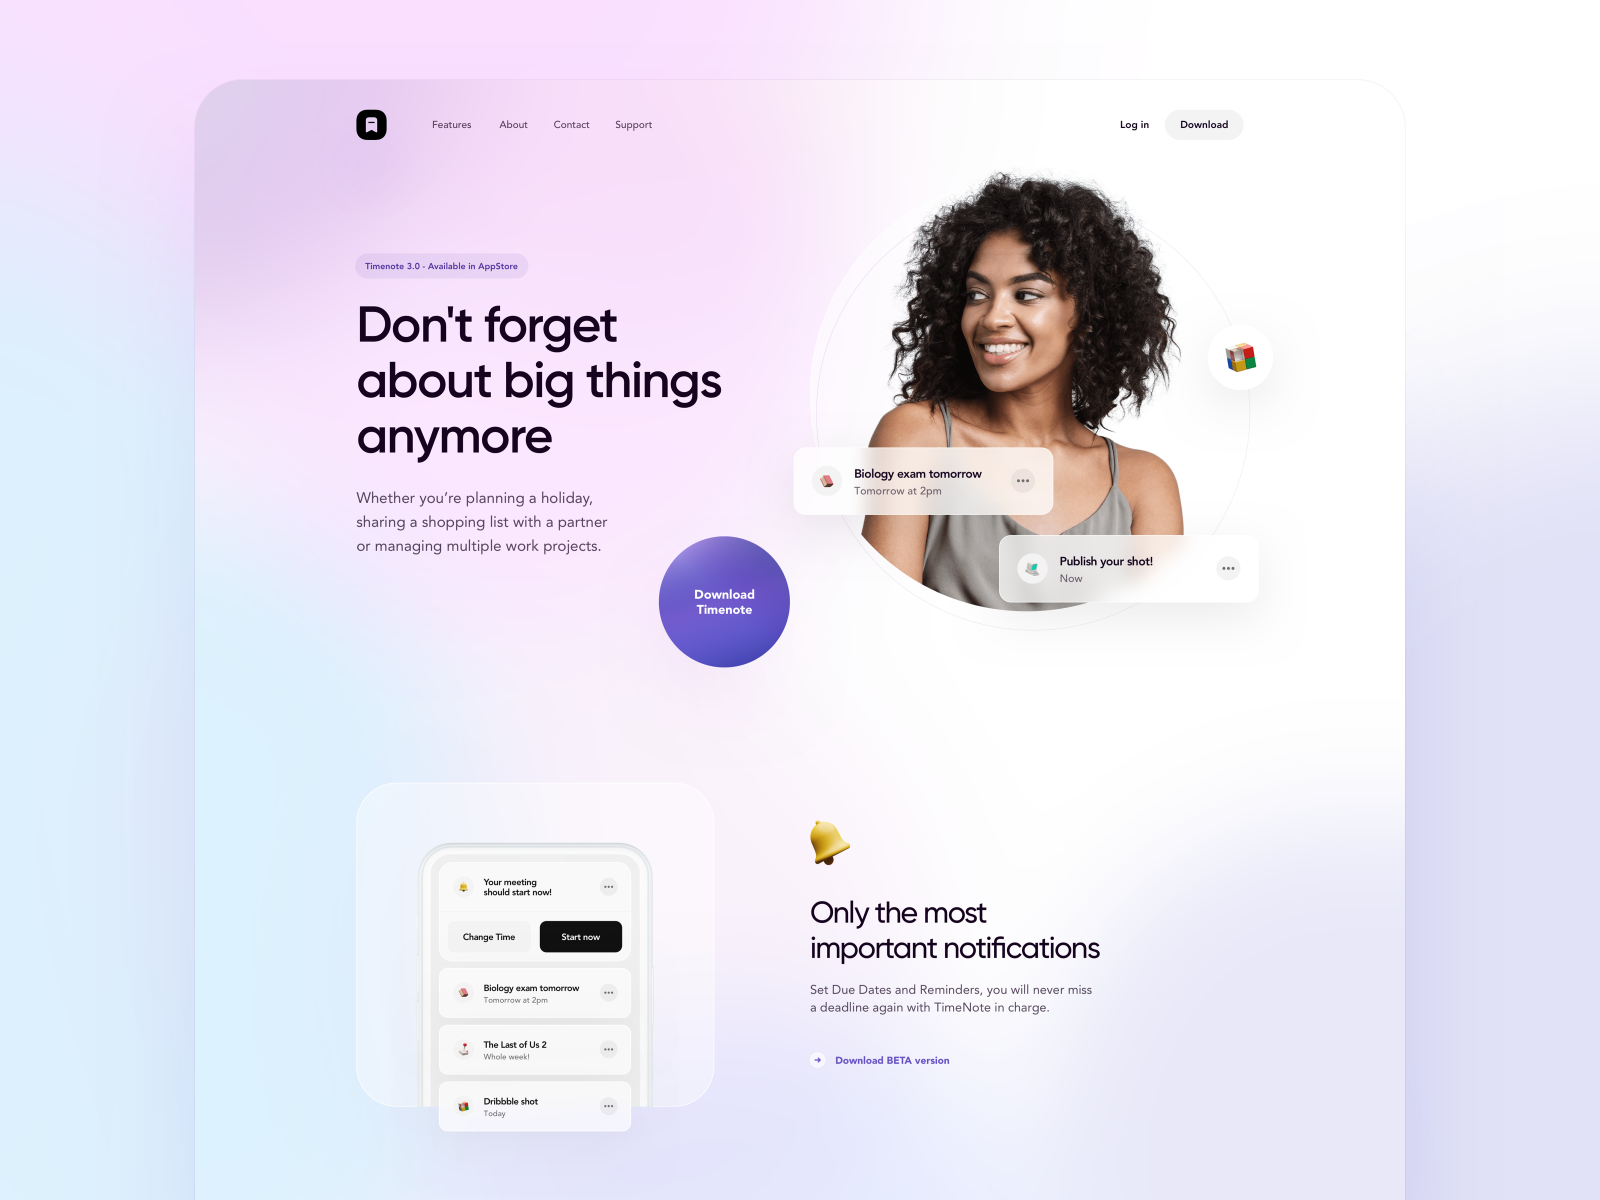 Features
About
Contact
Support
Log in
Download
Timenote 3.0 - Available in AppStore
Don't forget
about big things
anymore
Whether you’re planning a holiday,
sharing a shopping list with a partner
or managing multiple work projects.
Download
Timenote
Biology exam tomorrow
Tomorrow at 2pm
Publish your shot!
Now
Your meeting
should start now!
Change Time
Start now
Biology exam tomorrow
Tomorrow at 2pm
The Last of Us 2
Whole week!
Dribbble shot
Today
Only the most
important notifications
Set Due Dates and Reminders, you will never miss
a deadline again with TimeNote in charge.
Download BETA version